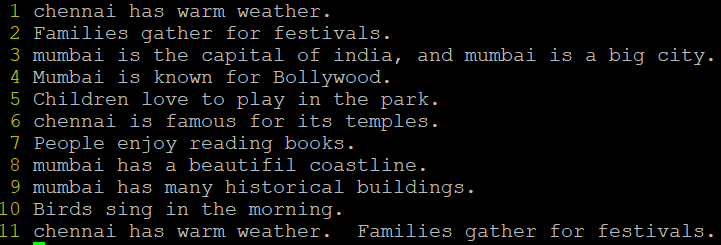 1 chennai has warm weather.
2 Families gather for festivals.
3 mumbai is the capital of india, and mumbai is a big city.
4 Mumbai is known for Bollywood.
5 Children love to play in the park.
6 chennai is famous for its temples.
7 People enjoy reading books.
8 mumbai has a beautifil coastline.
9 mumbai has many historical buildings.
10 Birds sing in the morning.
11 chennai has warm weather.  Families gather for festivals.